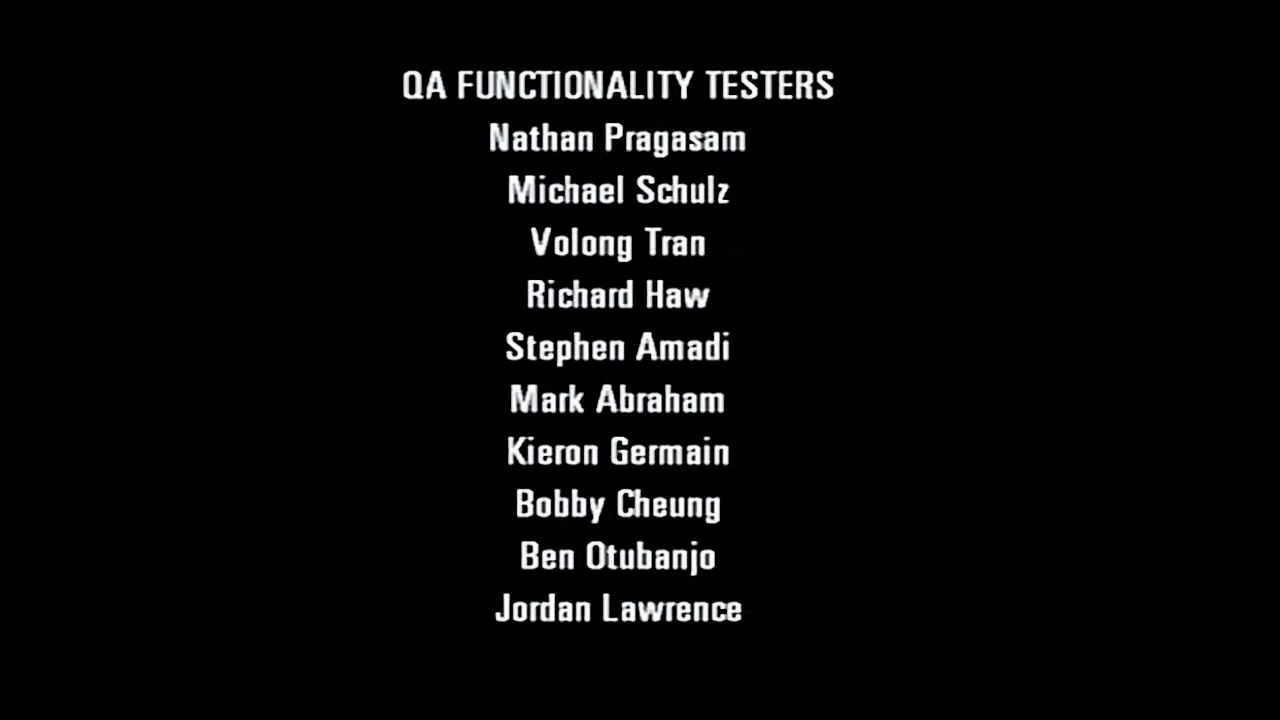 QA FUNCTIONALITY TESTERS
Nathan Pragasam
Michael Schulz
Volong Tran
Richard Haw
Stephen Amadi
Mark Abraham
Kieron Germain
Bobby Cheung
Ben Otubanjo
Jordan Lawrence